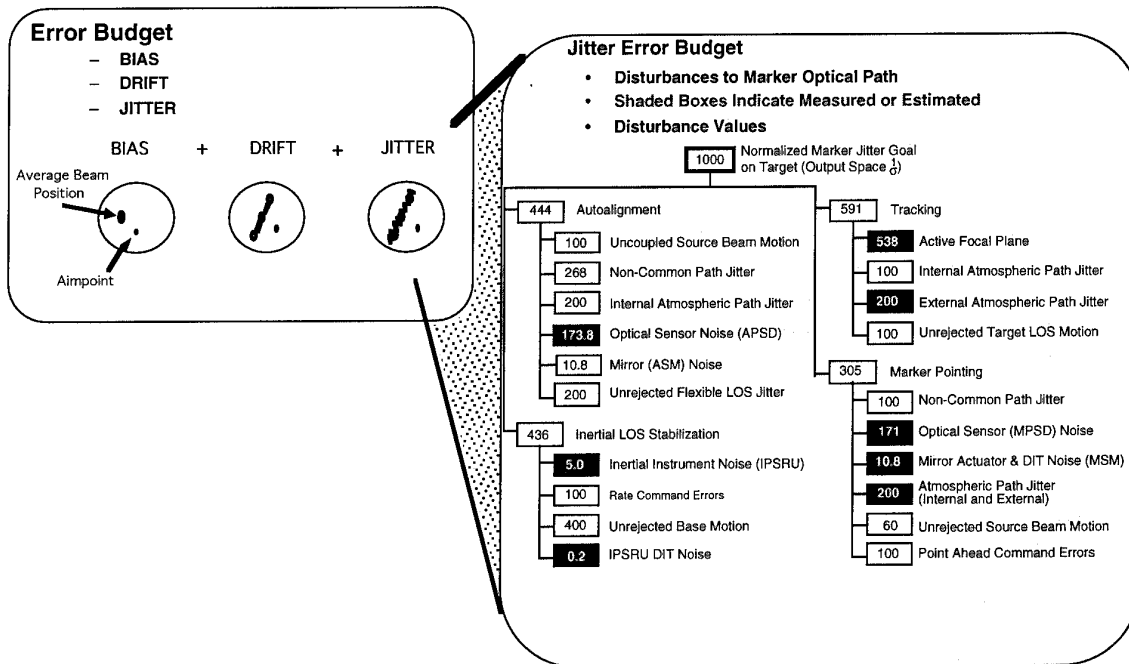 Error Budget
– BIAS
– DRIFT
– JITTER
BIAS + DRIFT + JITTER
Average Beam
Position
Aimpoint
Jitter Error Budget
• Disturbances to Marker Optical Path
• Shaded Boxes Indicate Measured or Estimated
• Disturbance Values
1000 Normalized Marker Jitter Goal
on Target (Output Space 1/σ)
444 Autoalignment
100 Uncoupled Source Beam Motion
268 Non-Common Path Jitter
200 Internal Atmospheric Path Jitter
173.8 Optical Sensor Noise (APSD)
10.8 Mirror (ASM) Noise
200 Unrejected Flexible LOS Jitter
436 Inertial LOS Stabilization
5.0 Inertial Instrument Noise (IPSRU)
100 Rate Command Errors
400 Unrejected Base Motion
0.2 IPSRU DIT Noise
591 Tracking
538 Active Focal Plane
100 Internal Atmospheric Path Jitter
200 External Atmospheric Path Jitter
100 Unrejected Target LOS Motion
305 Marker Pointing
100 Non-Common Path Jitter
171 Optical Sensor (MPSD) Noise
10.8 Mirror Actuator & DIT Noise (MSM)
200 Atmospheric Path Jitter
(Internal and External)
60 Unrejected Source Beam Motion
100 Point Ahead Command Errors